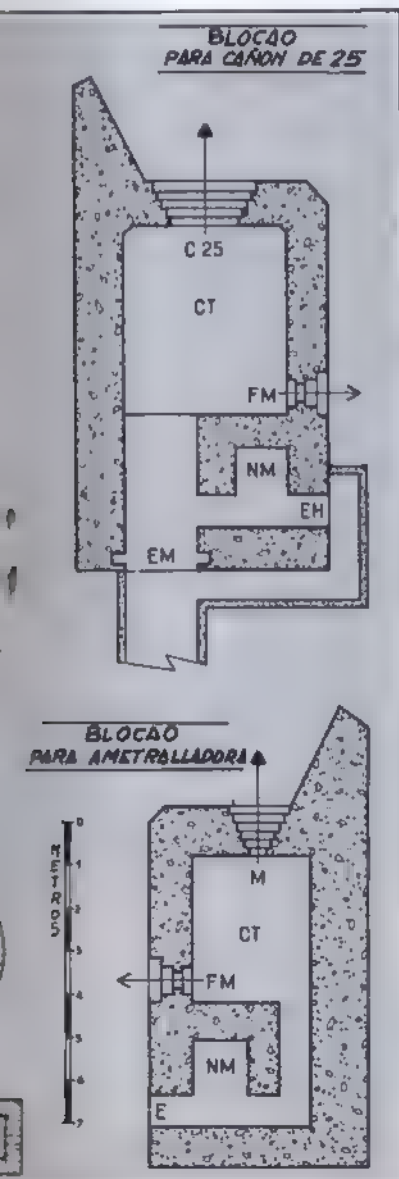 BLOCAO
PARA CAÑON DE 25
C 25
CT
FM
NM
EH
EM
BLOCAO
PARA AMETRALLADORA
METROS
0
1
2
3
4
5
6
7
M
CT
FM
NM
E